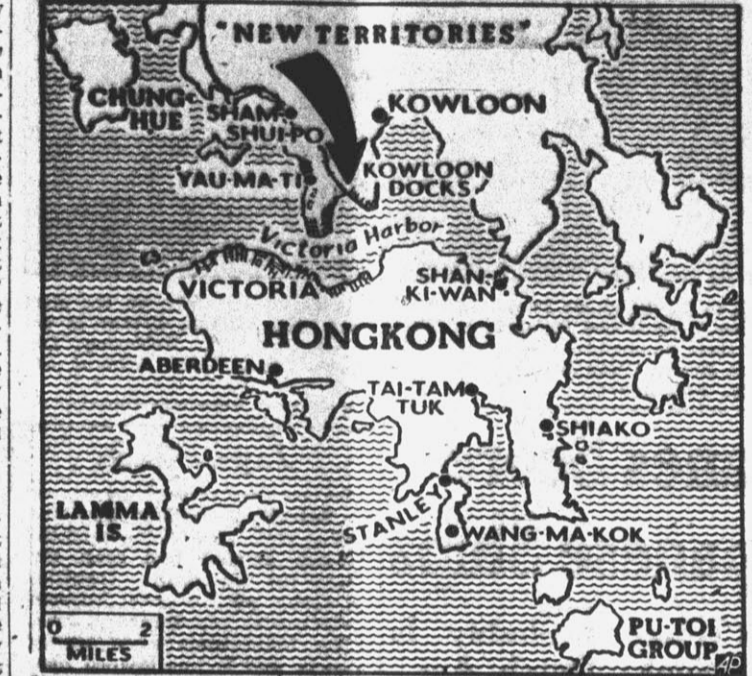 "NEW TERRITORIES"
CHUNG-
HUE
SHAM-
SHUI-PO
KOWLOON
YAU-MA-TI
KOWLOON
DOCKS
Victoria Harbor
VICTORIA
SHAN-
KI-WAN
HONGKONG
ABERDEEN
TAI-TAM
TUK
SHIAKO
LAMMA
IS.
STANLEY
WANG-MA-KOK
0 2
MILES
PU-TOI
GROUP
AP